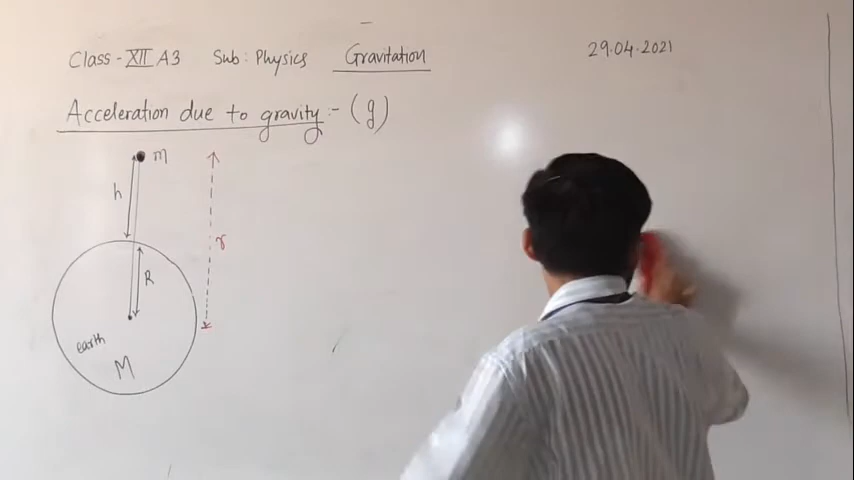 Class - XII A3 Sub : Physics Gravitation
29.04.2021
Acceleration due to gravity :- (g)
m
h
r
R
earth
M